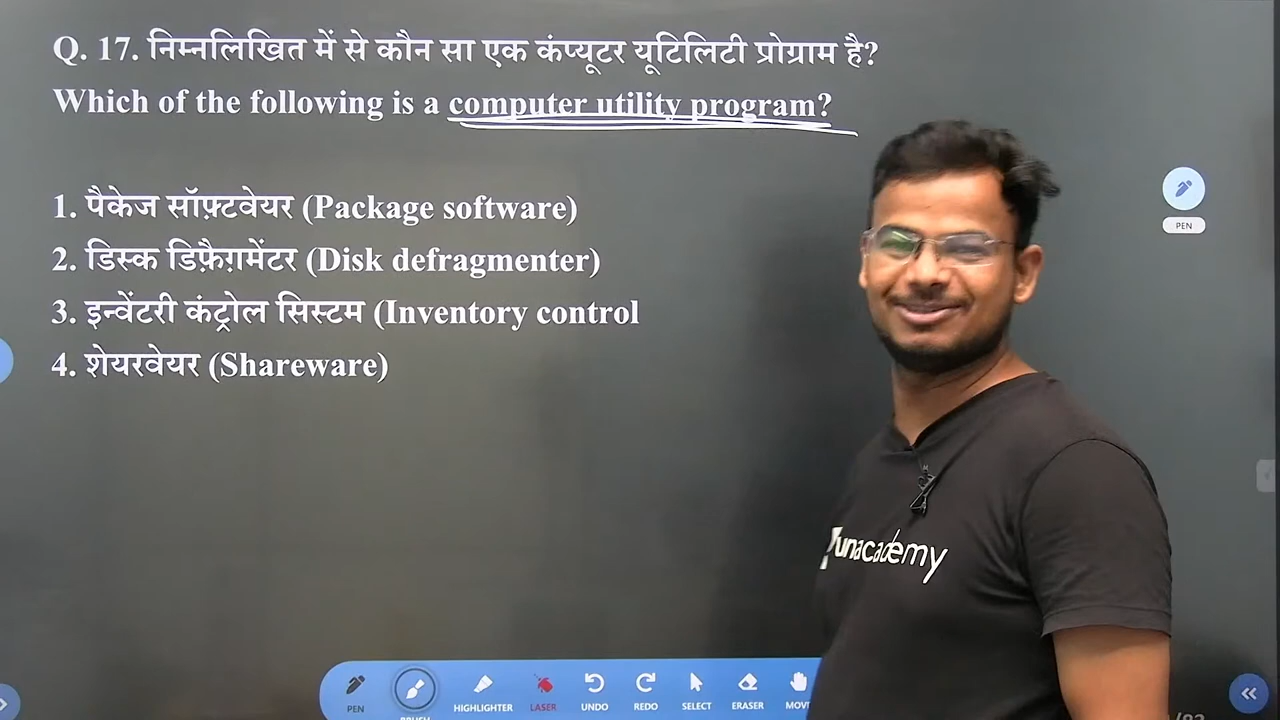 Q. 17. निम्नलिखित में से कौन सा एक कंप्यूटर यूटिलिटी प्रोग्राम है?
Which of the following is a computer utility program?
1. पैकेज सॉफ़्टवेयर (Package software)
2. डिस्क डिफ़ैग़मेंटर (Disk defragmenter)
3. इन्वेंटरी कंट्रोल सिस्टम (Inventory control
4. शेयरवेयर (Shareware)
PEN
unacademy
PEN
HIGHLIGHTER
LASER
UNDO
REDO
SELECT
ERASER